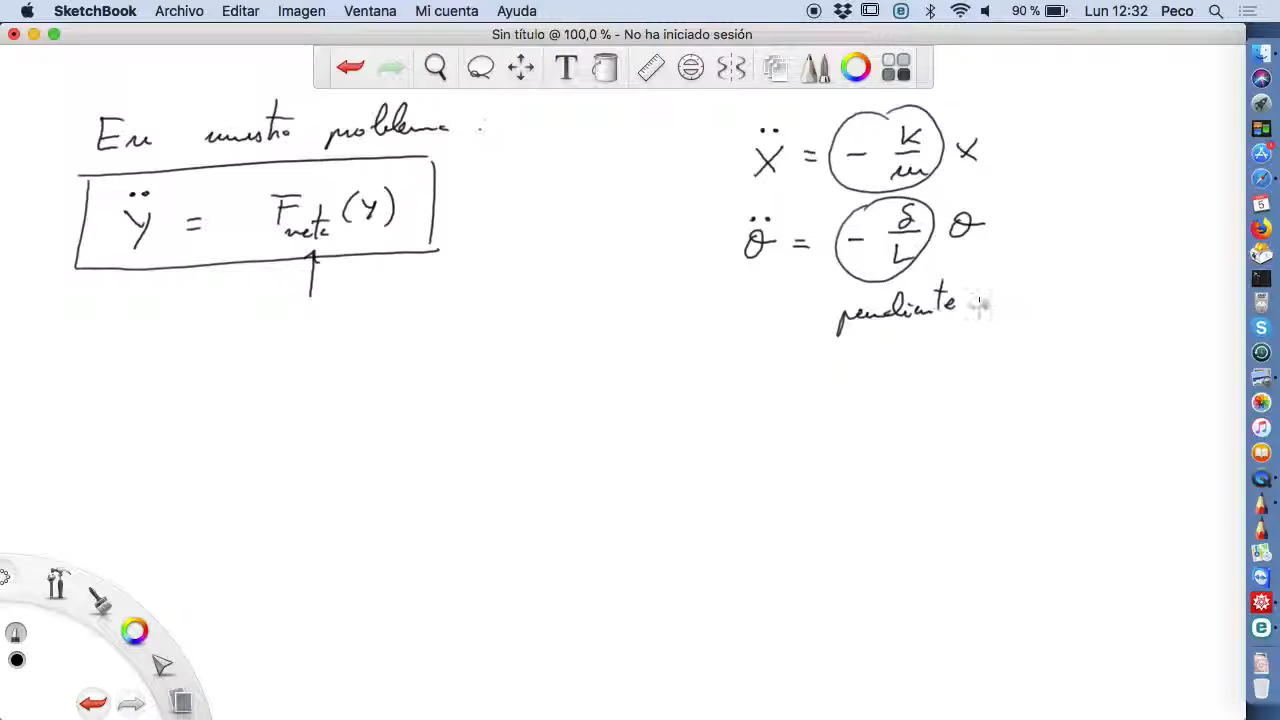 SketchBook Archivo Editar Imagen Ventana Mi cuenta Ayuda 90 % Lun 12:32 Peco
Sin título @ 100,0 % - No ha iniciado sesión
En nuestro problema :
Ÿ = F_neta (Y)
Ẍ = - K/m X
θ̈ = - g/L θ
pendiente